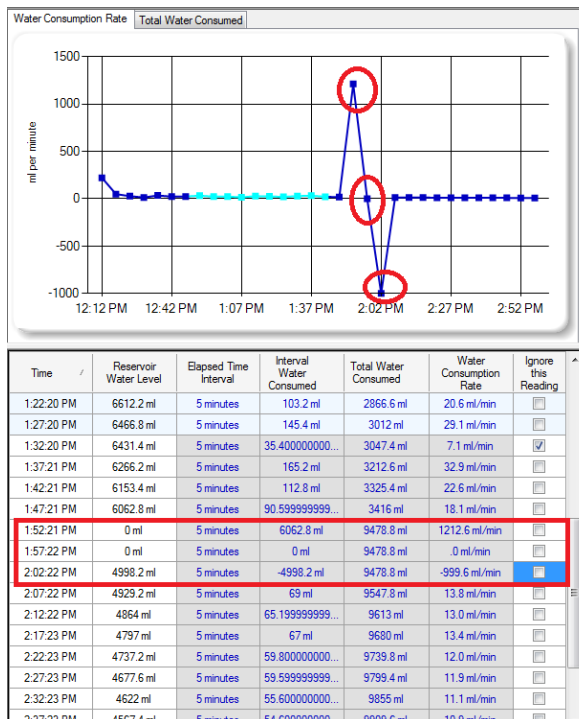 Water Consumption Rate Total Water Consumed
1500
1000
500
0
-500
-1000
ml per minute
12:12 PM 12:42 PM 1:07 PM 1:37 PM 2:02 PM 2:27 PM 2:52 PM
Time / Reservoir Water Level Elapsed Time Interval Interval Water Consumed Total Water Consumed Water Consumption Rate Ignore this Reading
1:22:20 PM 6612.2 ml 5 minutes 103.2 ml 2866.6 ml 20.6 ml/min
1:27:20 PM 6466.8 ml 5 minutes 145.4 ml 3012 ml 29.1 ml/min
1:32:20 PM 6431.4 ml 5 minutes 35.400000000... 3047.4 ml 7.1 ml/min
1:37:21 PM 6266.2 ml 5 minutes 165.2 ml 3212.6 ml 32.9 ml/min
1:42:21 PM 6153.4 ml 5 minutes 112.8 ml 3325.4 ml 22.6 ml/min
1:47:21 PM 6062.8 ml 5 minutes 90.599999999... 3416 ml 18.1 ml/min
1:52:21 PM 0 ml 5 minutes 6062.8 ml 9478.8 ml 1212.6 ml/min
1:57:22 PM 0 ml 5 minutes 0 ml 9478.8 ml .0 ml/min
2:02:22 PM 4998.2 ml 5 minutes -4998.2 ml 9478.8 ml -999.6 ml/min
2:07:22 PM 4929.2 ml 5 minutes 69 ml 9547.8 ml 13.8 ml/min
2:12:22 PM 4864 ml 5 minutes 65.199999999... 9613 ml 13.0 ml/min
2:17:23 PM 4797 ml 5 minutes 67 ml 9680 ml 13.4 ml/min
2:22:23 PM 4737.2 ml 5 minutes 59.800000000... 9739.8 ml 12.0 ml/min
2:27:23 PM 4677.6 ml 5 minutes 59.599999999... 9799.4 ml 11.9 ml/min
2:32:23 PM 4622 ml 5 minutes 55.600000000... 9855 ml 11.1 ml/min